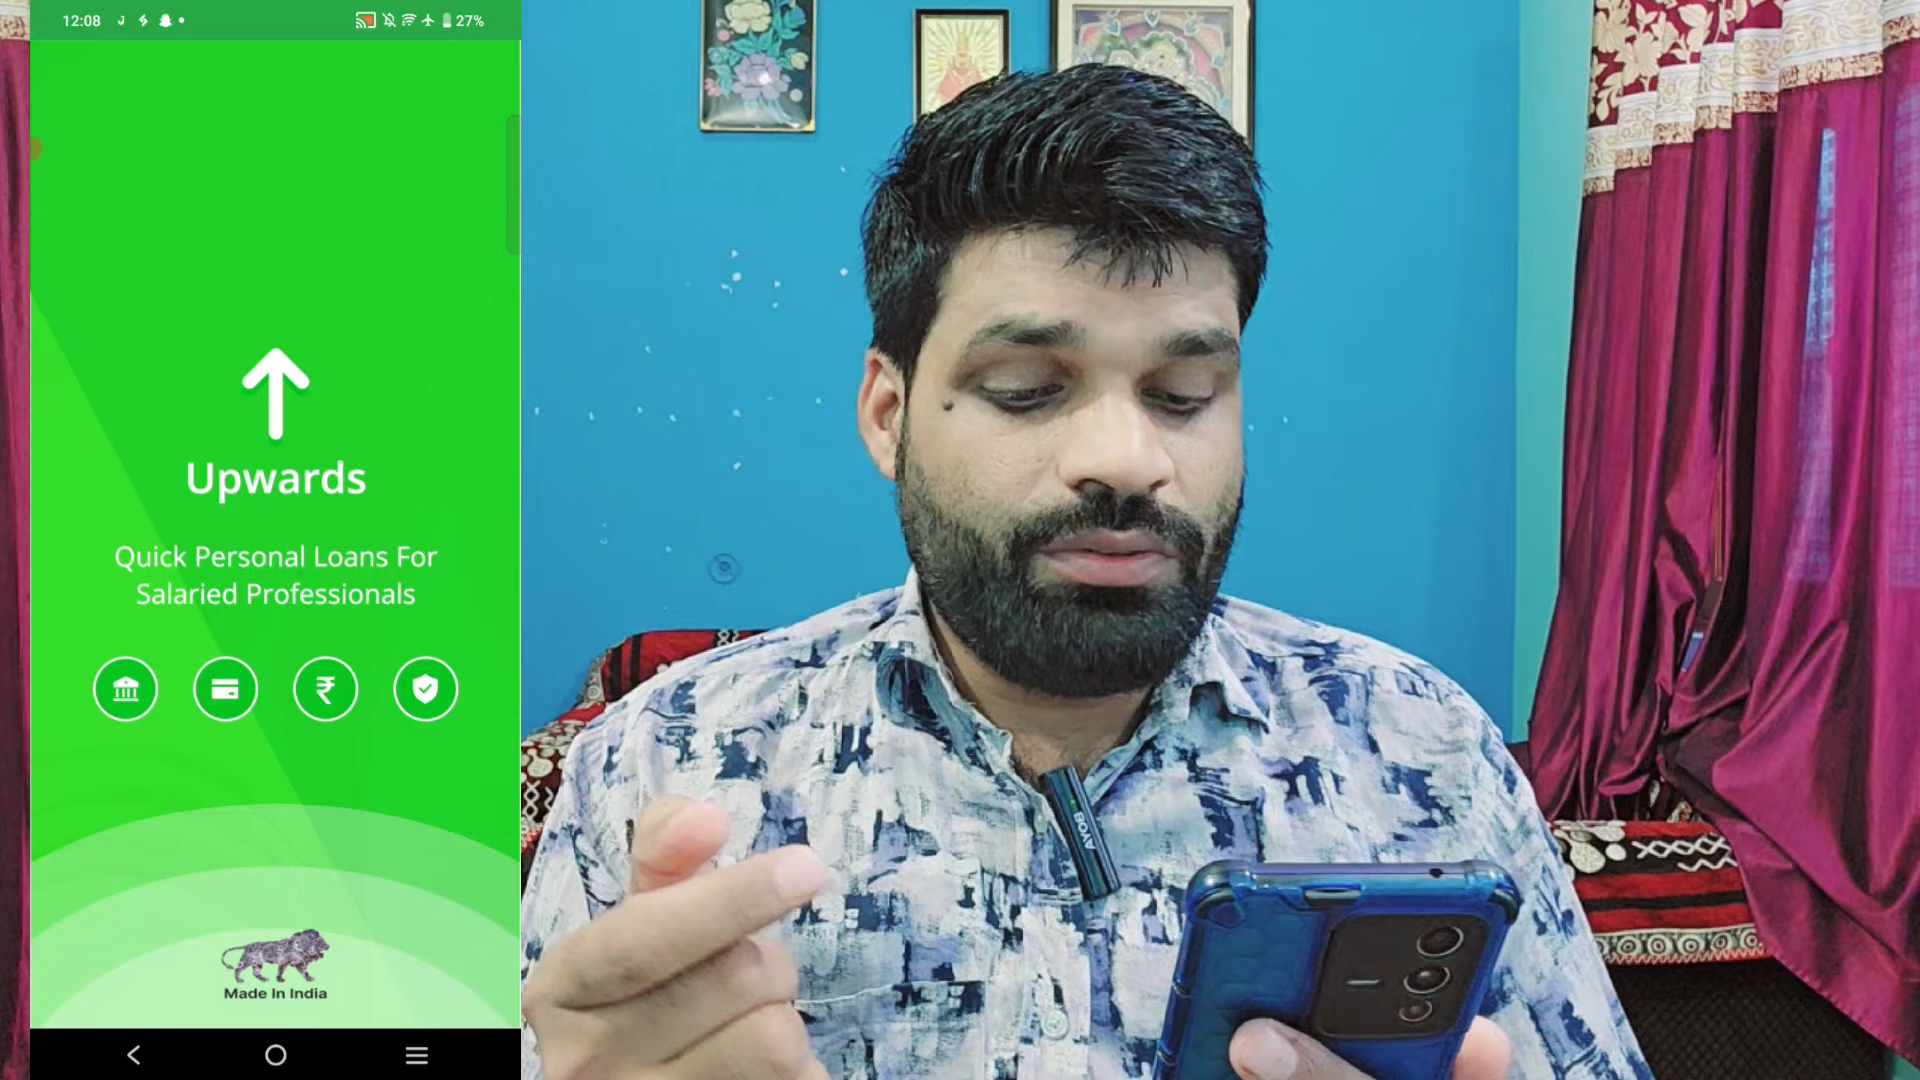 12:08
27%
Upwards
Quick Personal Loans For
Salaried Professionals
Made In India
BOYA